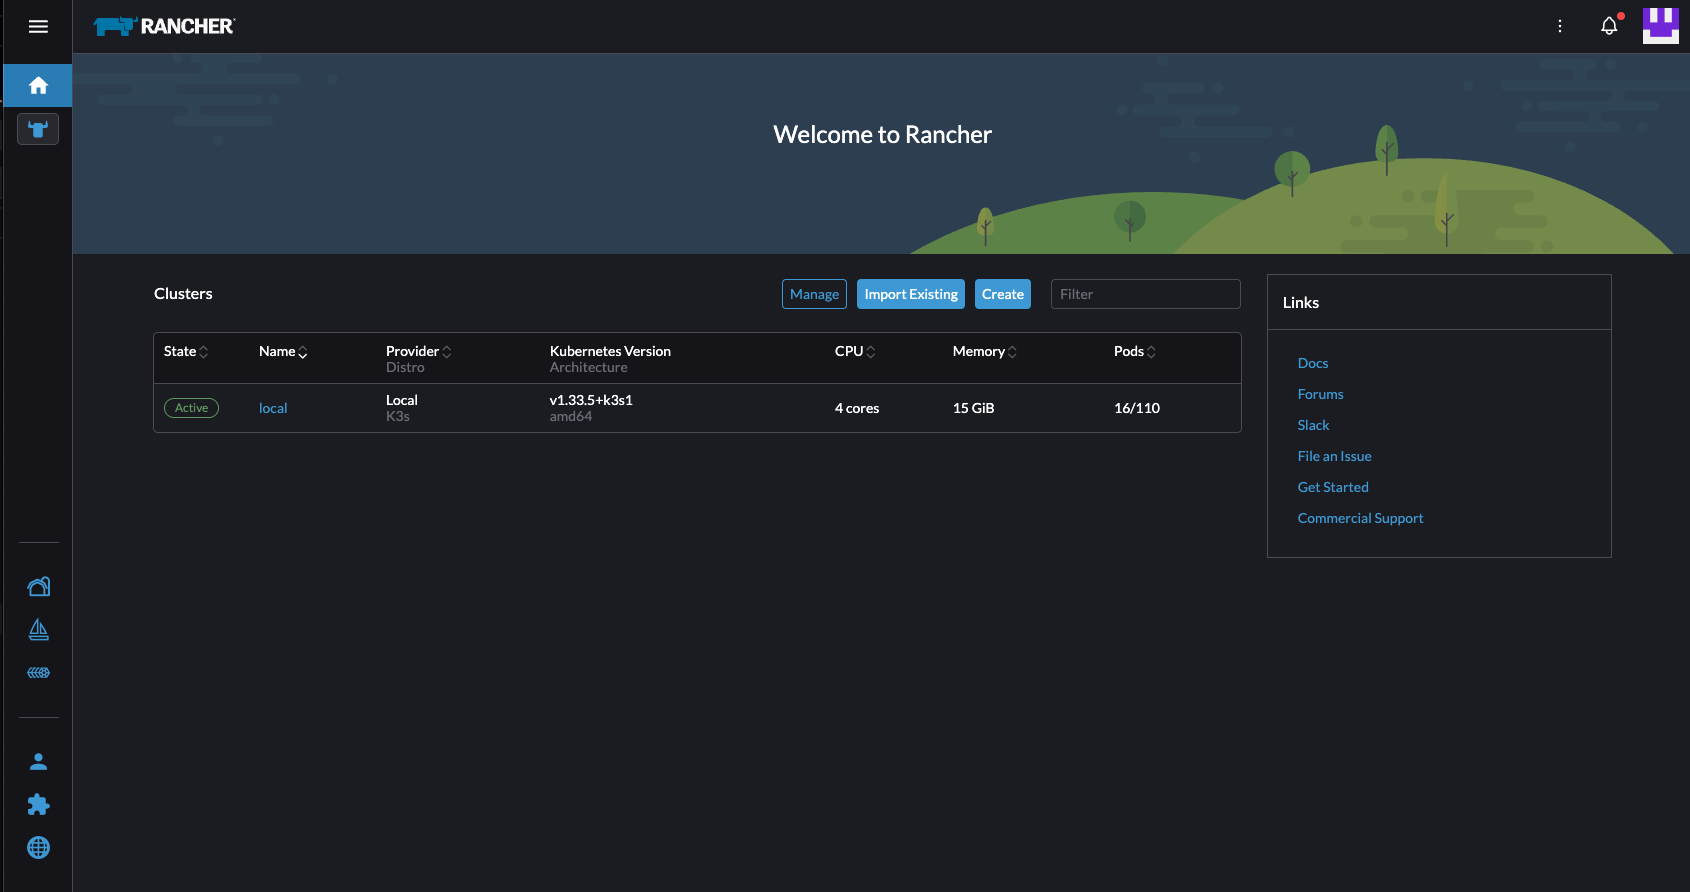 RANCHER
Welcome to Rancher
Clusters
Manage
Import Existing
Create
Filter
State Name Provider Kubernetes Version CPU Memory Pods
Distro Architecture
Active local Local v1.33.5+k3s1 4 cores 15 GiB 16/110
K3s amd64
Links
Docs
Forums
Slack
File an Issue
Get Started
Commercial Support